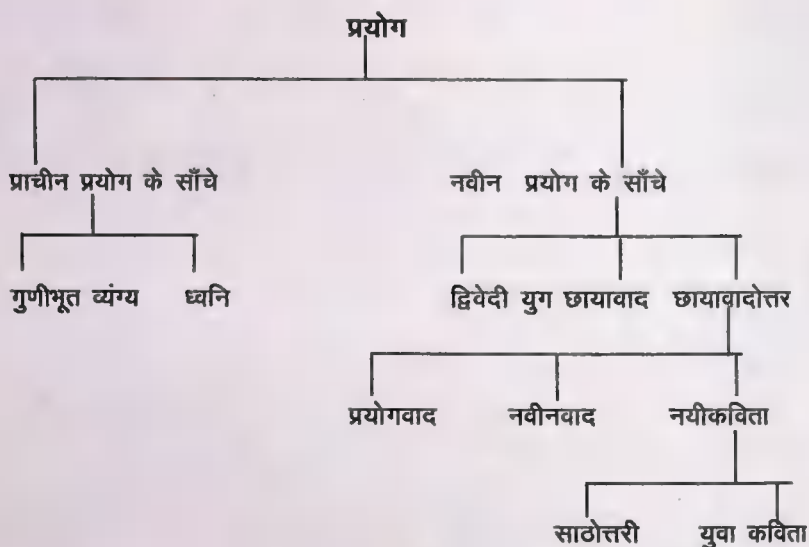 प्रयोग
प्राचीन प्रयोग के साँचे नवीन प्रयोग के साँचे
गुणीभूत व्यंग्य ध्वनि द्विवेदी युग छायावाद छायावादोत्तर
प्रयोगवाद नवीनवाद नयीकविता
साठोत्तरी युवा कविता